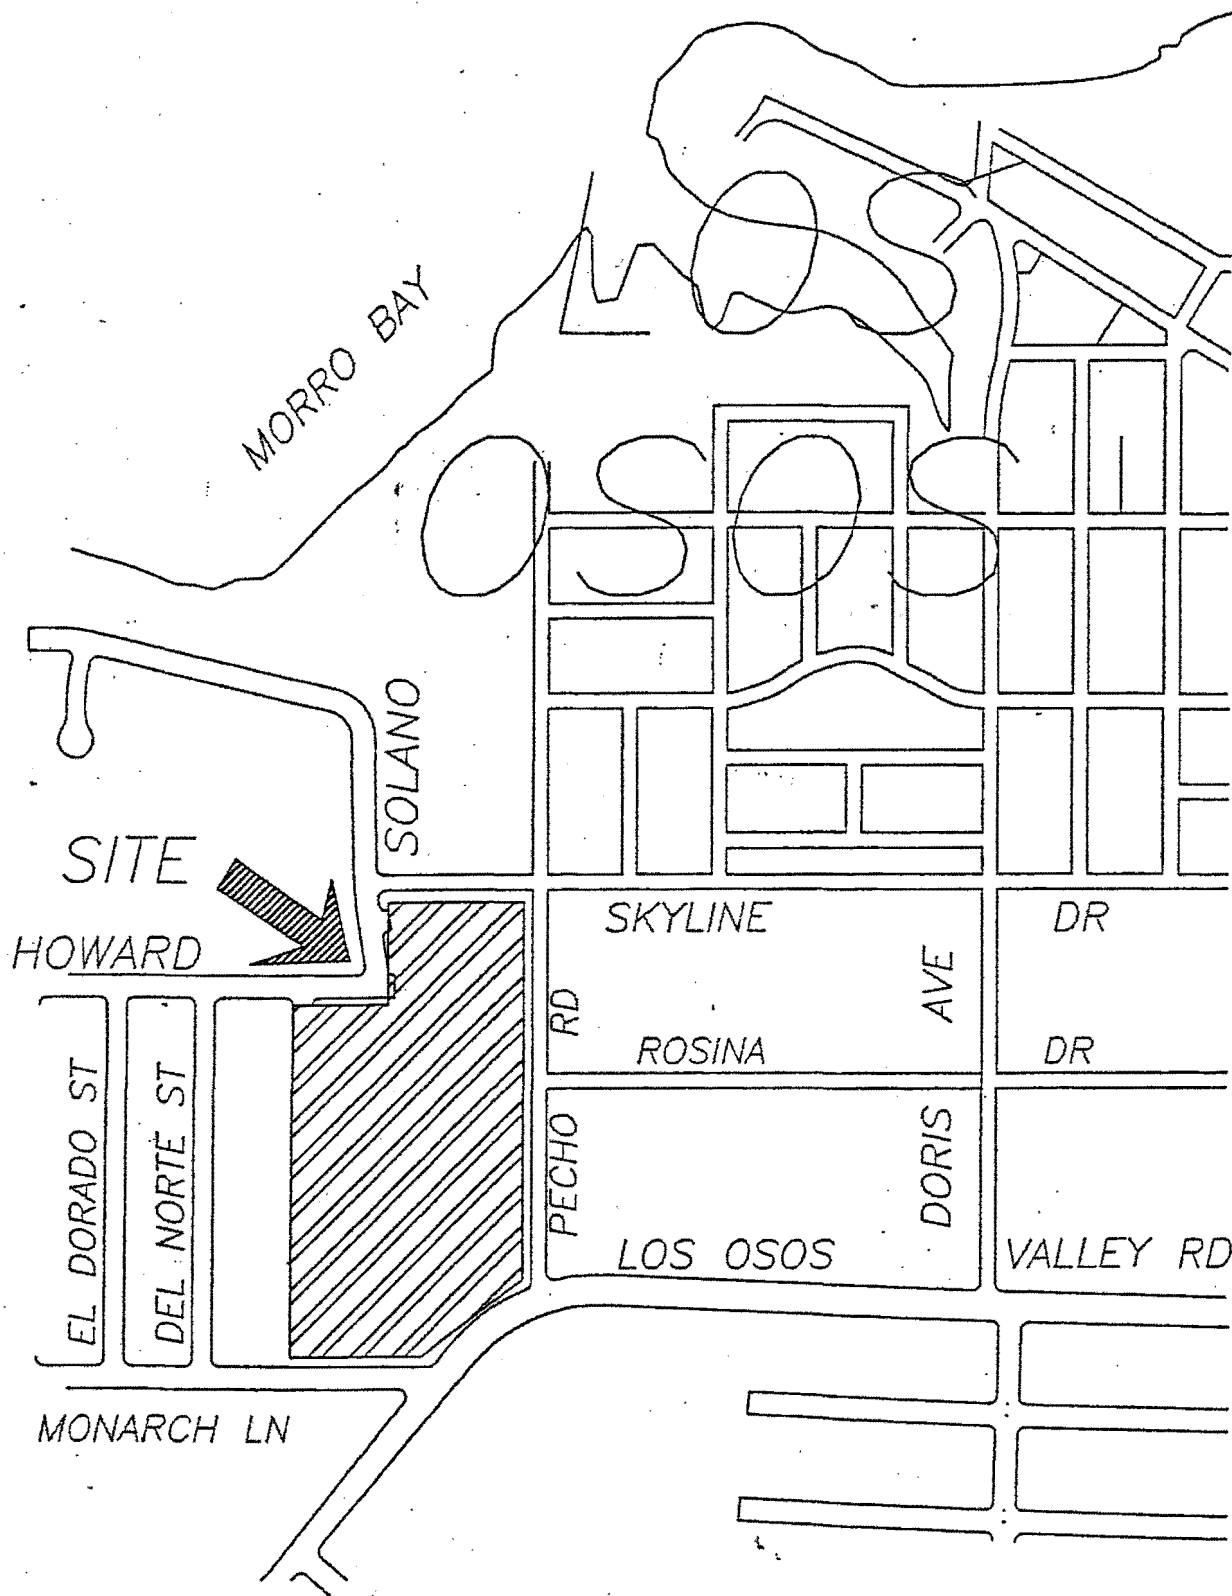 LOS
OSOS
MORRO BAY
SOLANO
SITE
HOWARD
SKYLINE DR
PECHO RD
DORIS AVE
ROSINA DR
EL DORADO ST
DEL NORTE ST
LOS OSOS VALLEY RD
MONARCH LN